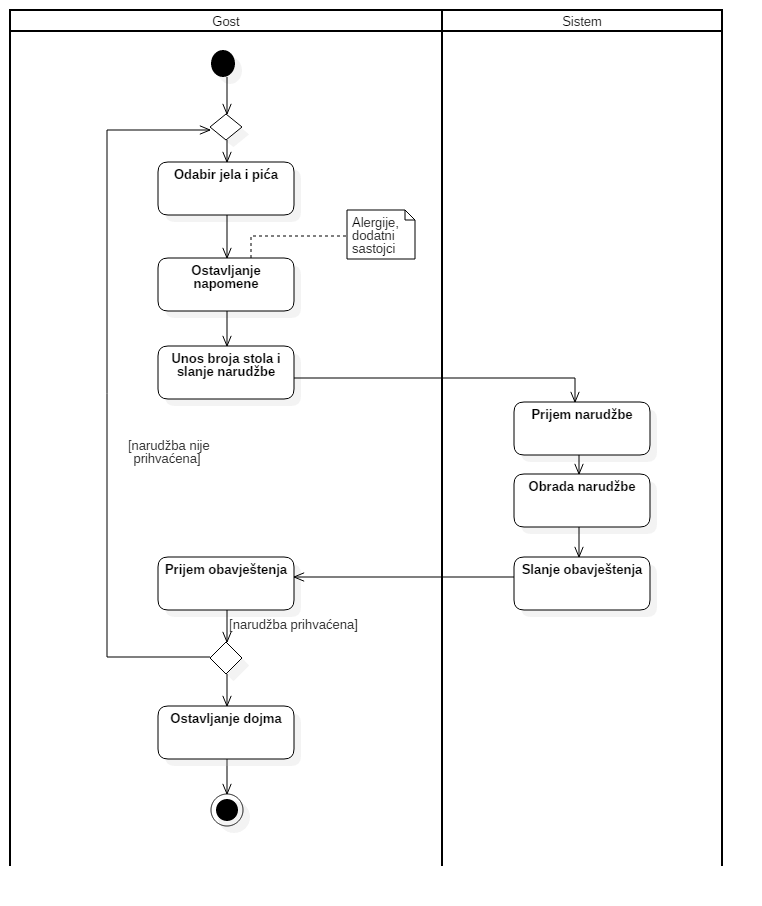 Gost
Sistem
Odabir jela i pića
Alergije,
dodatni
sastojci
Ostavljanje
napomene
Unos broja stola i
slanje narudžbe
Prijem narudžbe
[narudžba nije
prihvaćena]
Obrada narudžbe
Prijem obavještenja
Slanje obavještenja
[narudžba prihvaćena]
Ostavljanje dojma